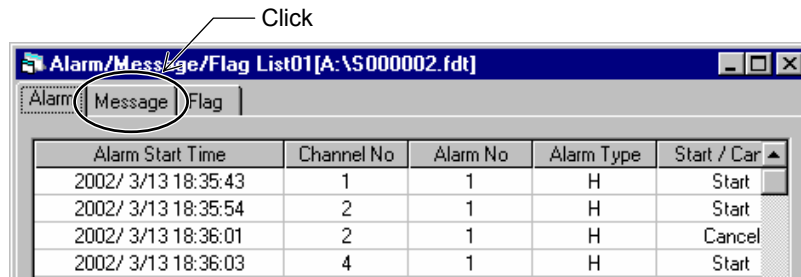 Click
Alarm/Message/Flag List01[A:\S000002.fdt]
Alarm Message Flag
Alarm Start Time Channel No Alarm No Alarm Type Start / Can
2002/ 3/13 18:35:43 1 1 H Start
2002/ 3/13 18:35:54 2 1 H Start
2002/ 3/13 18:36:01 2 1 H Cancel
2002/ 3/13 18:36:03 4 1 H Start